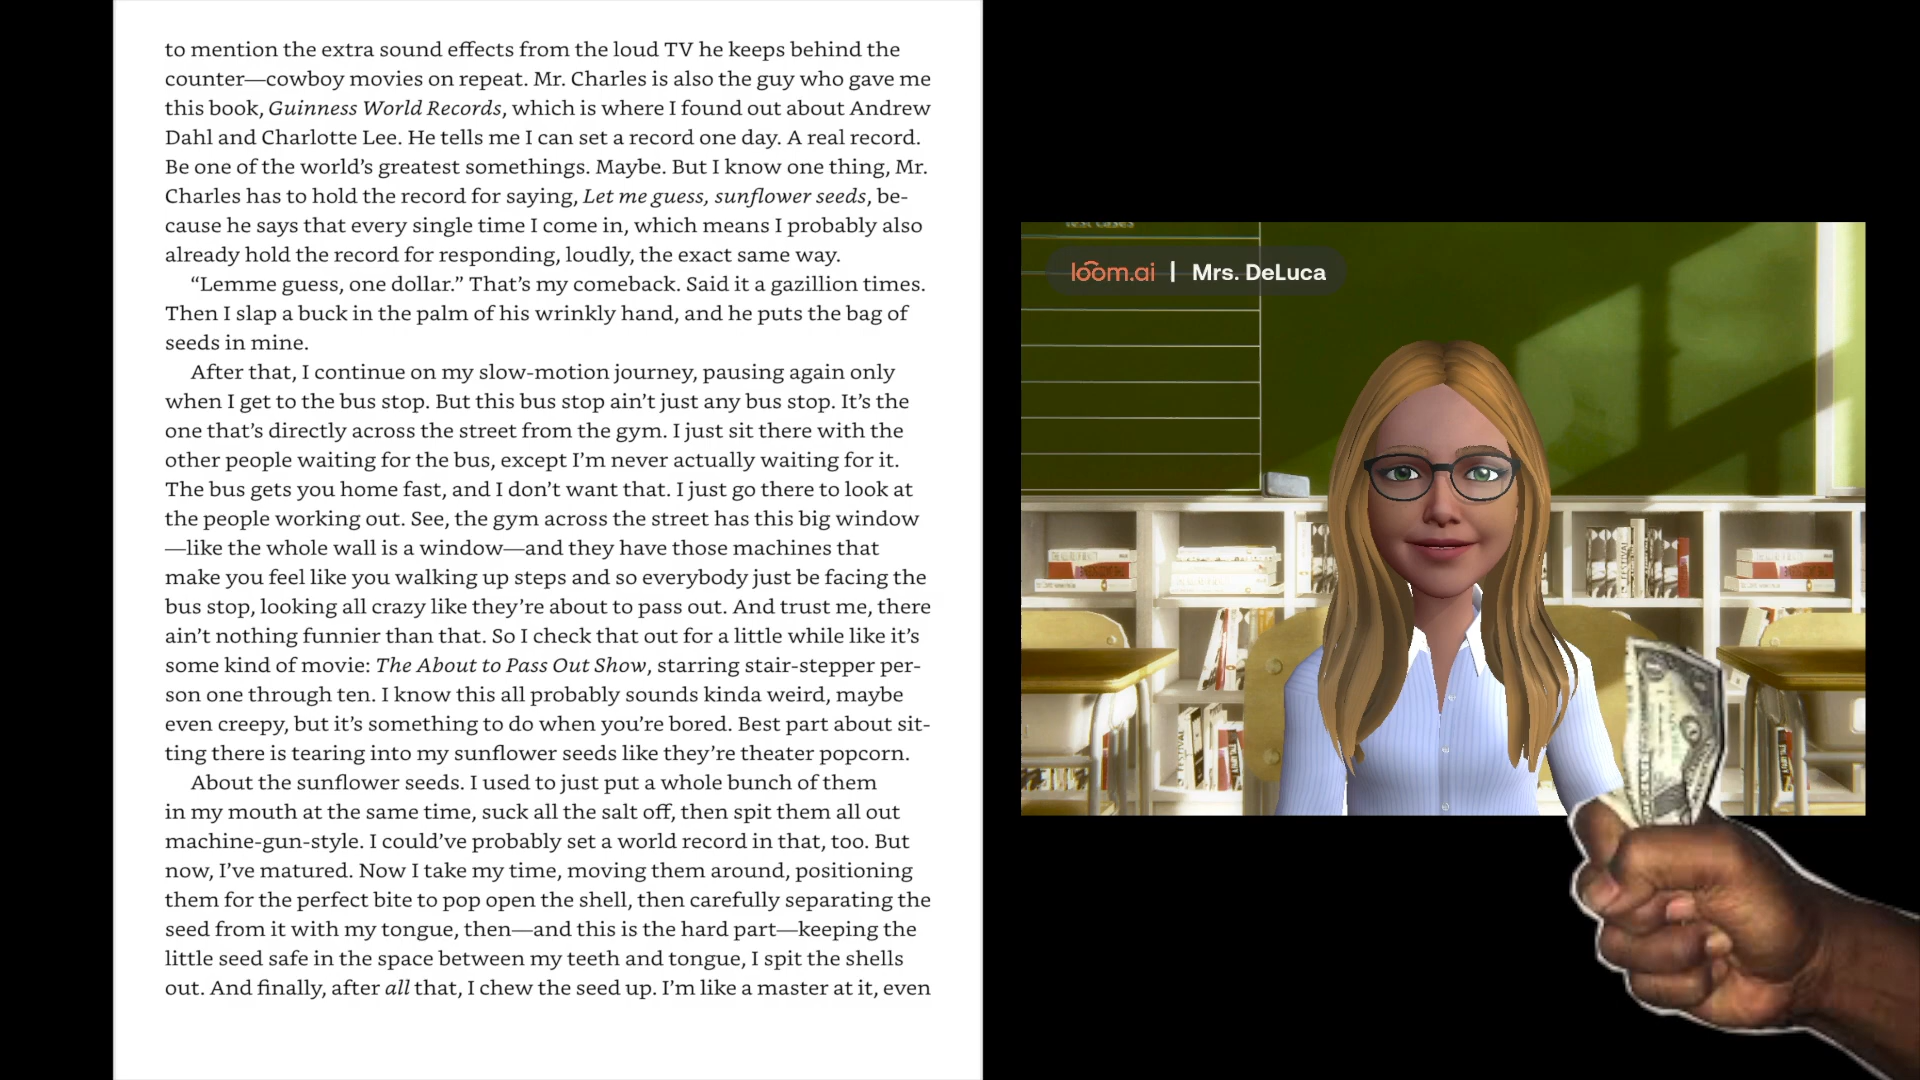 to mention the extra sound effects from the loud TV he keeps behind the
counter—cowboy movies on repeat. Mr. Charles is also the guy who gave me
this book, Guinness World Records, which is where I found out about Andrew
Dahl and Charlotte Lee. He tells me I can set a record one day. A real record.
Be one of the world’s greatest somethings. Maybe. But I know one thing, Mr.
Charles has to hold the record for saying, Let me guess, sunflower seeds, be-
cause he says that every single time I come in, which means I probably also
already hold the record for responding, loudly, the exact same way.
“Lemme guess, one dollar.” That’s my comeback. Said it a gazillion times.
Then I slap a buck in the palm of his wrinkly hand, and he puts the bag of
seeds in mine.
After that, I continue on my slow-motion journey, pausing again only
when I get to the bus stop. But this bus stop ain’t just any bus stop. It’s the
one that’s directly across the street from the gym. I just sit there with the
other people waiting for the bus, except I’m never actually waiting for it.
The bus gets you home fast, and I don’t want that. I just go there to look at
the people working out. See, the gym across the street has this big window
—like the whole wall is a window—and they have those machines that
make you feel like you walking up steps and so everybody just be facing the
bus stop, looking all crazy like they’re about to pass out. And trust me, there
ain’t nothing funnier than that. So I check that out for a little while like it’s
some kind of movie: The About to Pass Out Show, starring stair-stepper per-
son one through ten. I know this all probably sounds kinda weird, maybe
even creepy, but it’s something to do when you’re bored. Best part about sit-
ting there is tearing into my sunflower seeds like they’re theater popcorn.
About the sunflower seeds. I used to just put a whole bunch of them
in my mouth at the same time, suck all the salt off, then spit them all out
machine-gun-style. I could’ve probably set a world record in that, too. But
now, I’ve matured. Now I take my time, moving them around, positioning
them for the perfect bite to pop open the shell, then carefully separating the
seed from it with my tongue, then—and this is the hard part—keeping the
little seed safe in the space between my teeth and tongue, I spit the shells
out. And finally, after all that, I chew the seed up. I’m like a master at it, even
loom.ai | Mrs. DeLuca